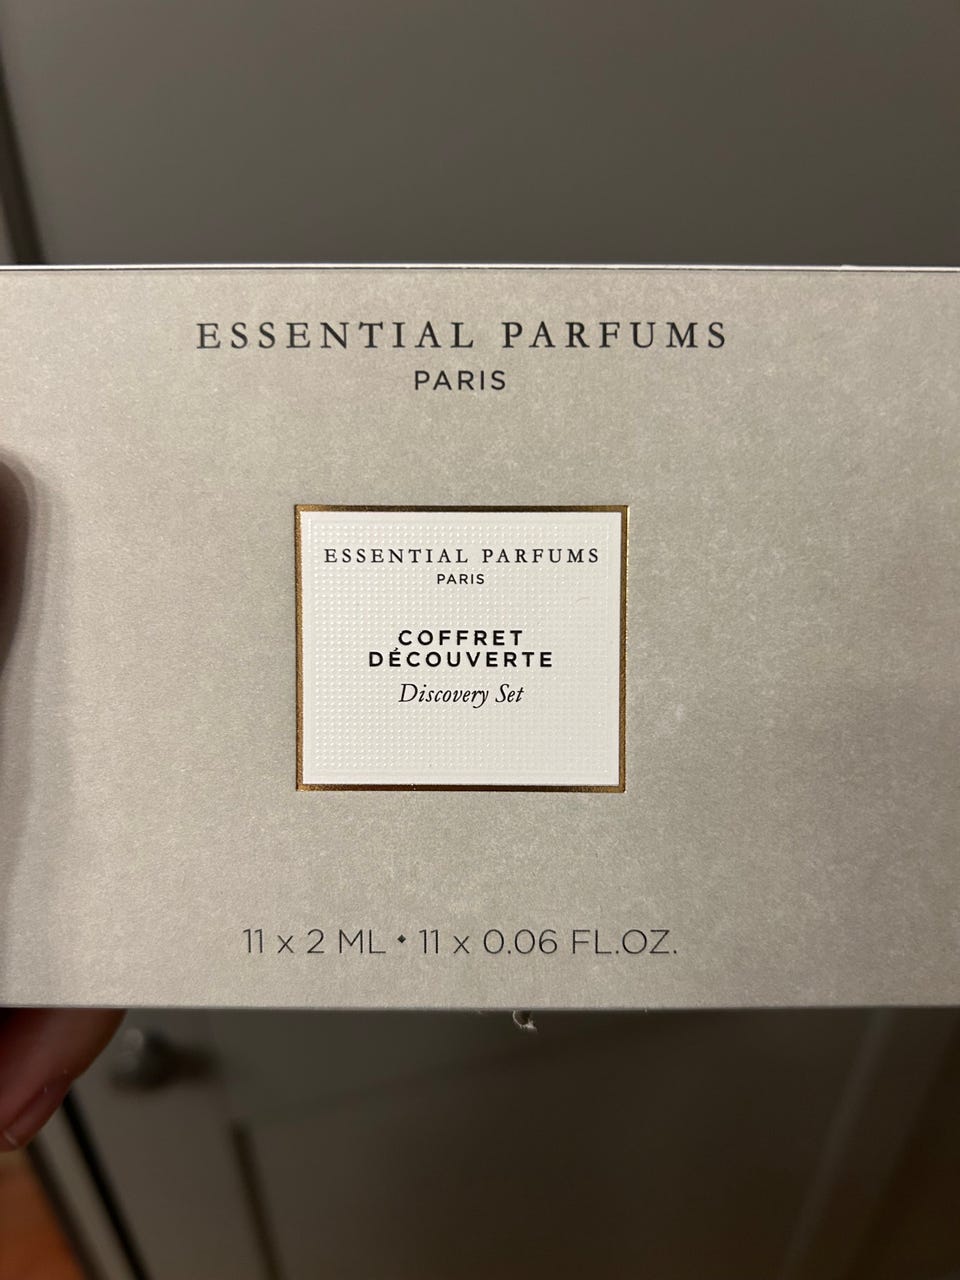 ESSENTIAL PARFUMS
PARIS
ESSENTIAL PARFUMS
PARIS
COFFRET
DÉCOUVERTE
Discovery Set
11 x 2 ML • 11 x 0.06 FL.OZ.